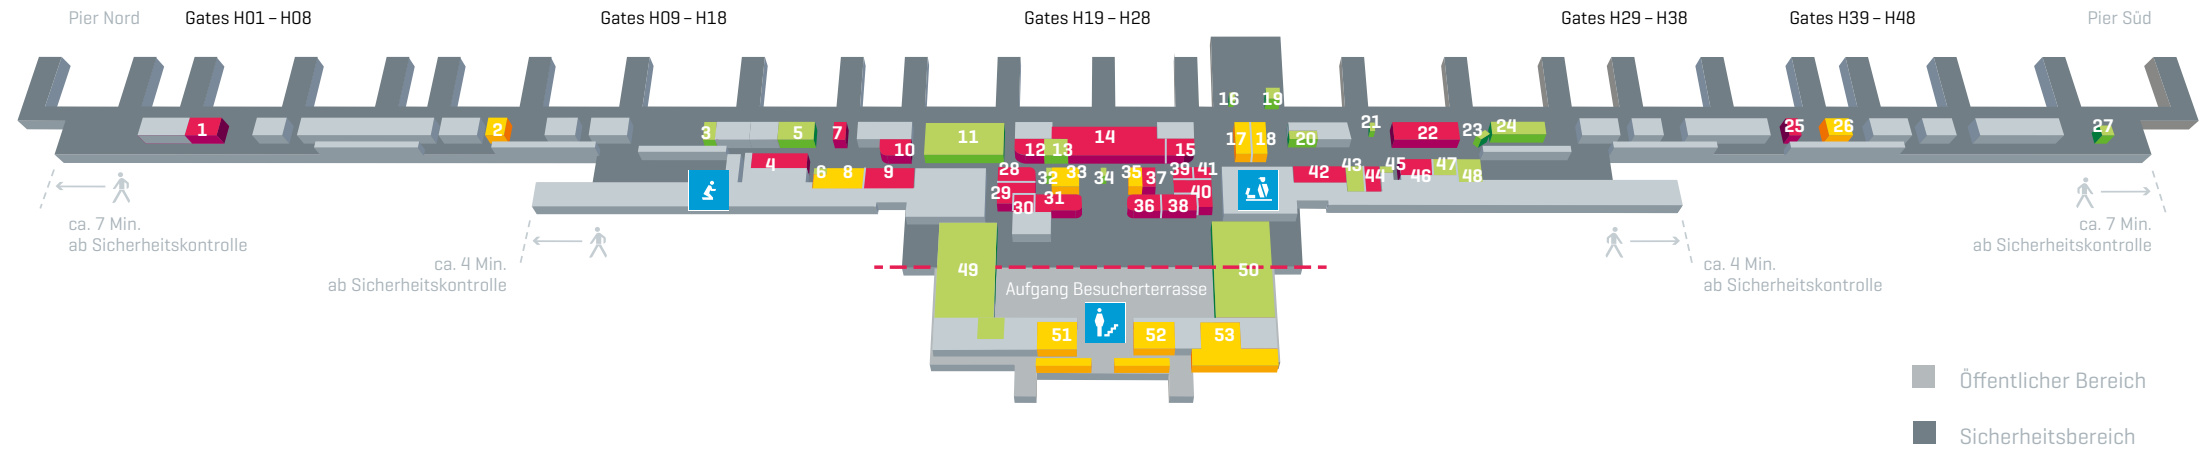 Pier Nord
Gates H01 – H08
Gates H09 – H18
Gates H19 – H28
Gates H29 – H38
Gates H39 – H48
Pier Süd
16 19
1 2 3 5 7 11 14 17 18 20 21 22 23 24 25 26 27
10 12 13 15
4 6 8 9 28 32 33 34 35 37 39 41 42 43 44 45 46 47 48
29 30 31 36 38 40
ca. 7 Min.
ab Sicherheitskontrolle
ca. 4 Min.
ab Sicherheitskontrolle
49 50
Aufgang Besucherterrasse
51 52 53
ca. 4 Min.
ab Sicherheitskontrolle
ca. 7 Min.
ab Sicherheitskontrolle
Öffentlicher Bereich
Sicherheitsbereich